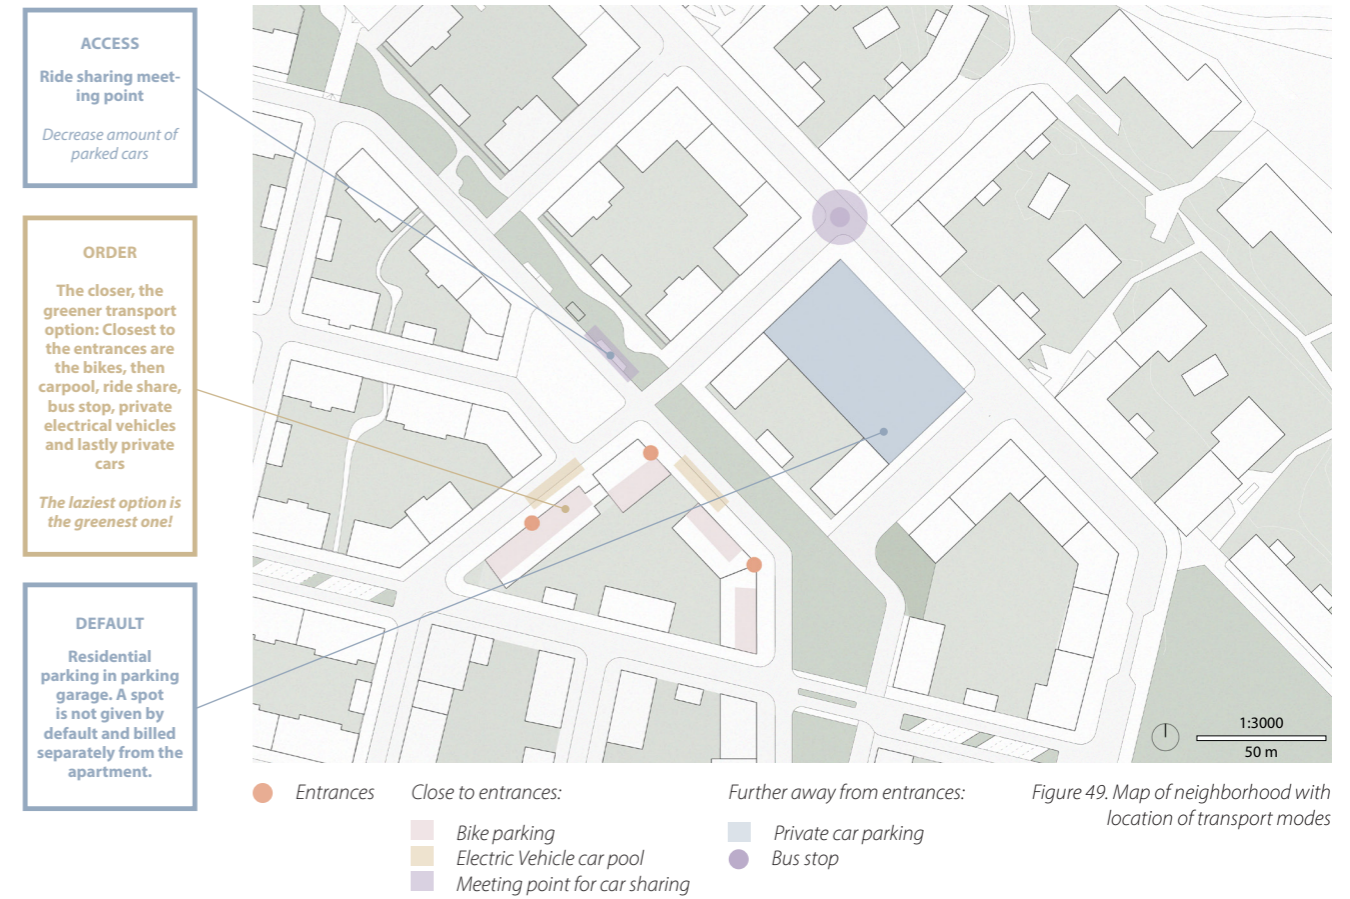 ACCESS
Ride sharing meet-
ing point
Decrease amount of
parked cars
ORDER
The closer, the
greener transport
option: Closest to
the entrances are
the bikes, then
carpool, ride share,
bus stop, private
electrical vehicles
and lastly private
cars
The laziest option is
the greenest one!
DEFAULT
Residential
parking in parking
garage. A spot
is not given by
default and billed
separately from the
apartment.
1:3000
50 m
Entrances
Close to entrances:
Bike parking
Electric Vehicle car pool
Meeting point for car sharing
Further away from entrances:
Private car parking
Bus stop
Figure 49. Map of neighborhood with
location of transport modes